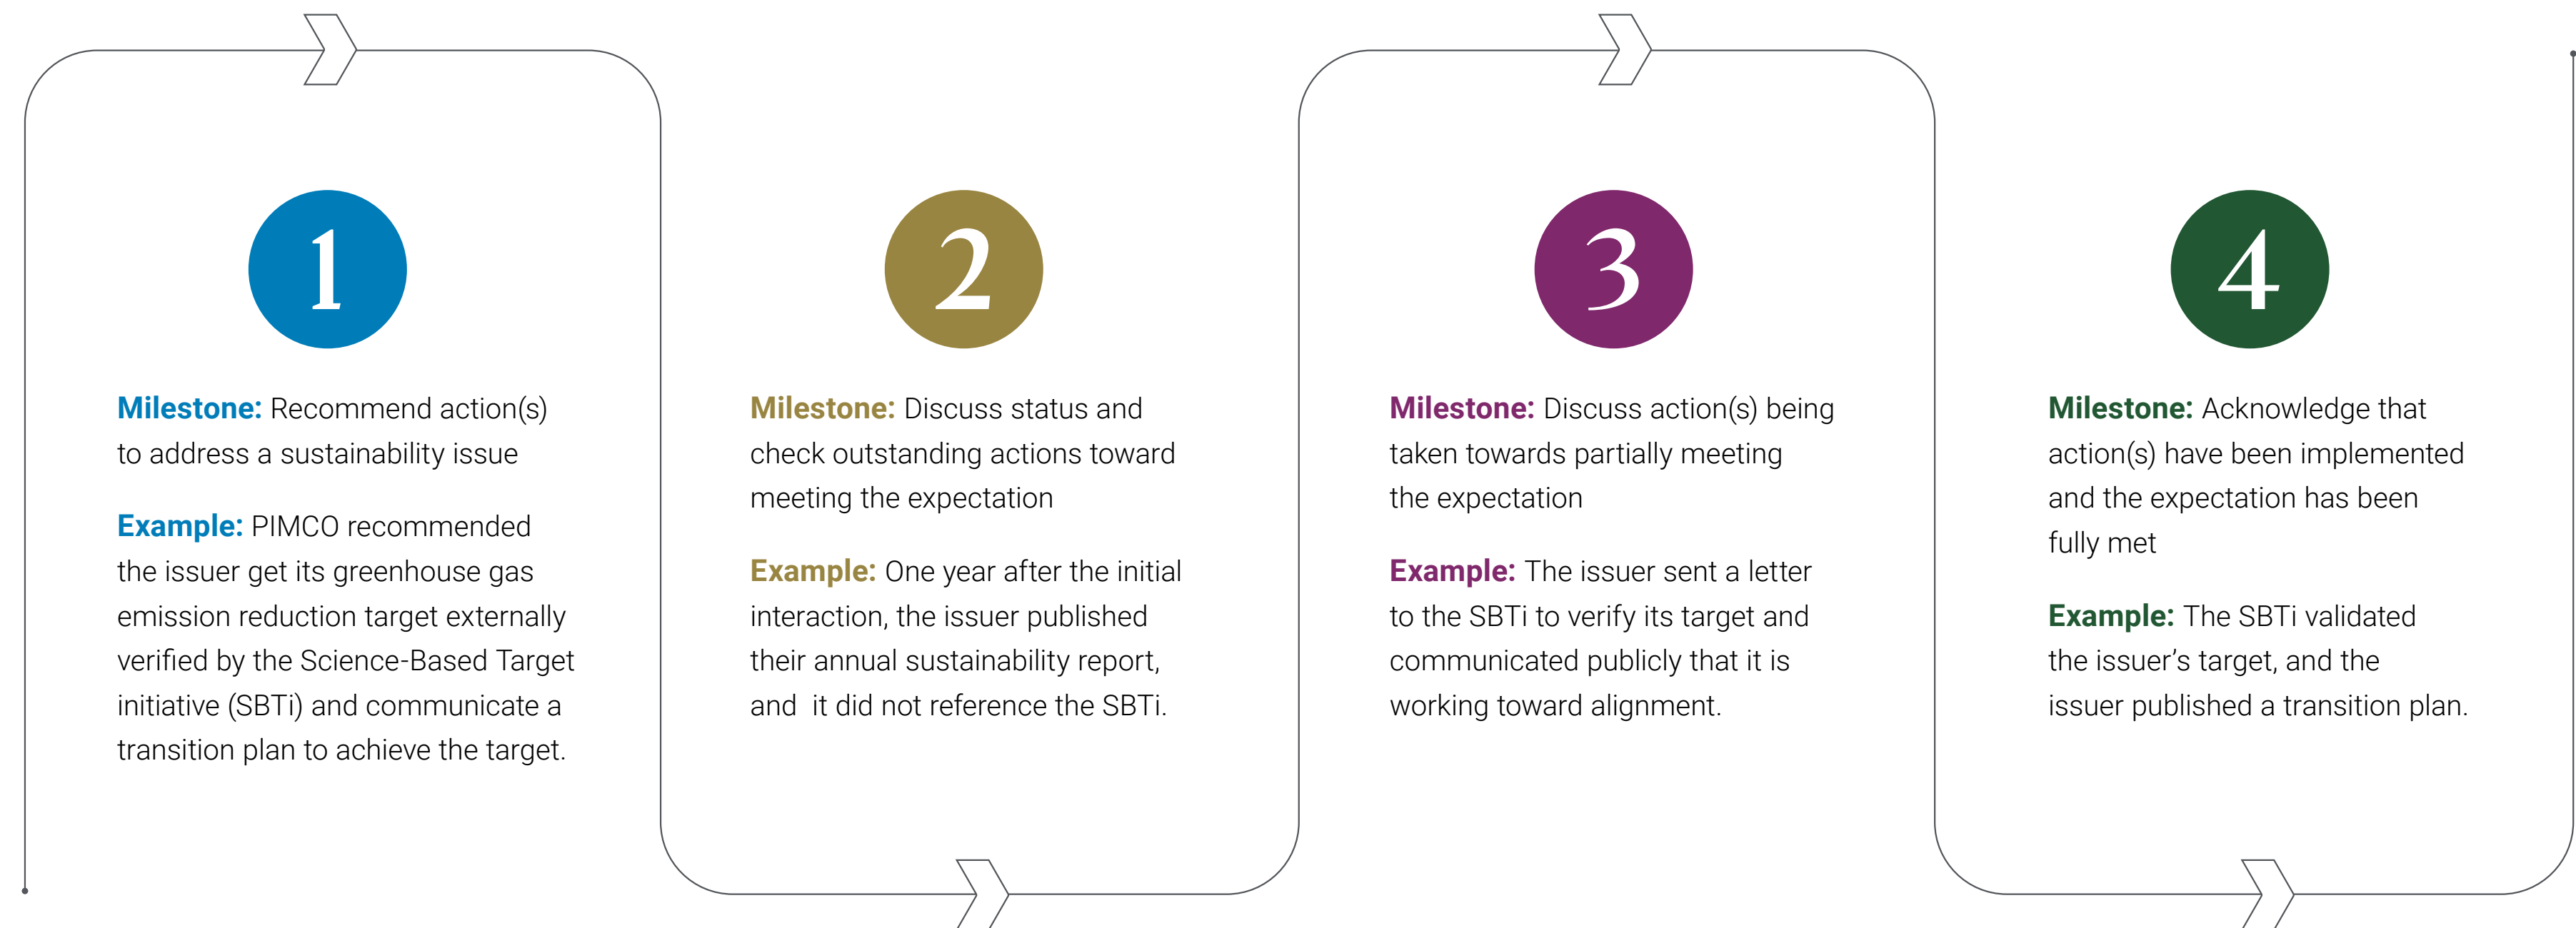 1
Milestone: Recommend action(s)
to address a sustainability issue
Example: PIMCO recommended
the issuer get its greenhouse gas
emission reduction target externally
verified by the Science-Based Target
initiative (SBTi) and communicate a
transition plan to achieve the target.
2
Milestone: Discuss status and
check outstanding actions toward
meeting the expectation
Example: One year after the initial
interaction, the issuer published
their annual sustainability report,
and  it did not reference the SBTi.
3
Milestone: Discuss action(s) being
taken towards partially meeting
the expectation
Example: The issuer sent a letter
to the SBTi to verify its target and
communicated publicly that it is
working toward alignment.
4
Milestone: Acknowledge that
action(s) have been implemented
and the expectation has been
fully met
Example: The SBTi validated
the issuer’s target, and the
issuer published a transition plan.